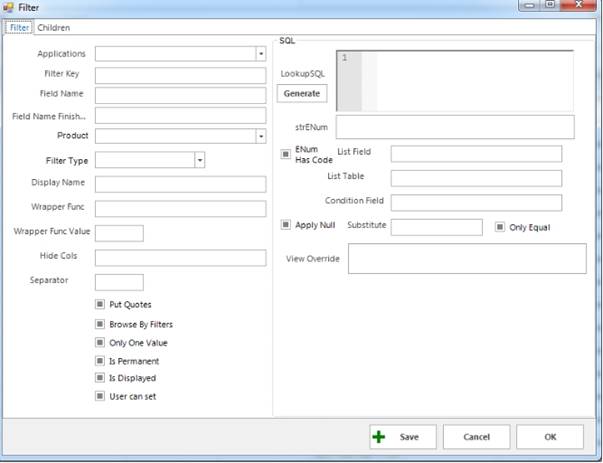 Filter
Filter Children
Applications
Filter Key
Field Name
Field Name Finish...
Product
Filter Type
Display Name
Wrapper Func
Wrapper Func Value
Hide Cols
Separator
Put Quotes
Browse By Filters
Only One Value
Is Permanent
Is Displayed
User can set
SQL
1
LookupSQL
Generate
strENum
ENum
Has Code
List Field
List Table
Condition Field
Apply Null Substitute Only Equal
View Override
Save Cancel OK